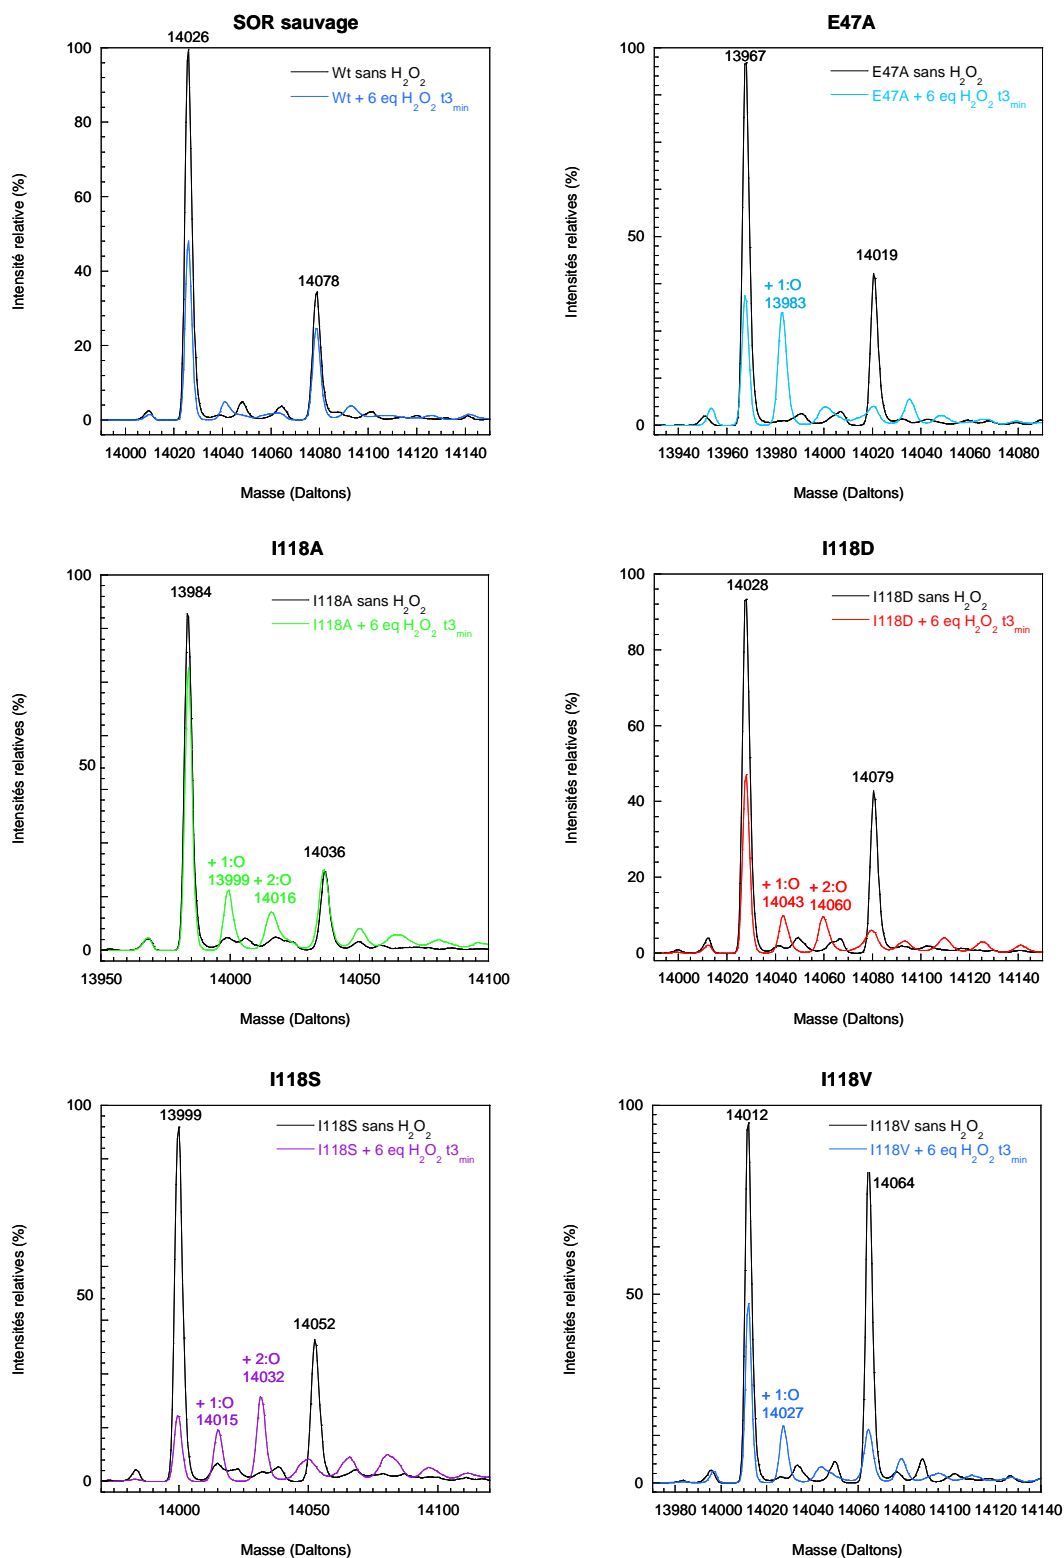 SOR sauvage
14026
Wt sans H2O2
Wt + 6 eq H2O2 t3min
14078
100
80
60
40
20
0
Intensité relative (%)
14000 14020 14040 14060 14080 14100 14120 14140
Masse (Daltons)
E47A
13967
E47A sans H2O2
E47A + 6 eq H2O2 t3min
14019
+ 1:O
13983
100
50
0
Intensités relatives (%)
13940 13960 13980 14000 14020 14040 14060 14080
Masse (Daltons)
I118A
13984
I118A sans H2O2
I118A + 6 eq H2O2 t3min
14036
+ 1:O
13999
+ 2:O
14016
100
50
0
Intensités relatives (%)
13950 14000 14050 14100
Masse (Daltons)
I118D
14028
I118D sans H2O2
I118D + 6 eq H2O2 t3min
14079
+ 1:O
14043
+ 2:O
14060
100
80
60
40
20
0
Intensités relatives (%)
14000 14020 14040 14060 14080 14100 14120 14140
Masse (Daltons)
I118S
13999
I118S sans H2O2
I118S + 6 eq H2O2 t3min
14052
+ 2:O
14032
+ 1:O
14015
100
50
0
Intensités relatives (%)
14000 14050 14100
Masse (Daltons)
I118V
14012
I118V sans H2O2
I118V + 6 eq H2O2 t3min
14064
+ 1:O
14027
100
50
0
Intensités relatives (%)
13980 14000 14020 14040 14060 14080 14100 14120 14140
Masse (Daltons)